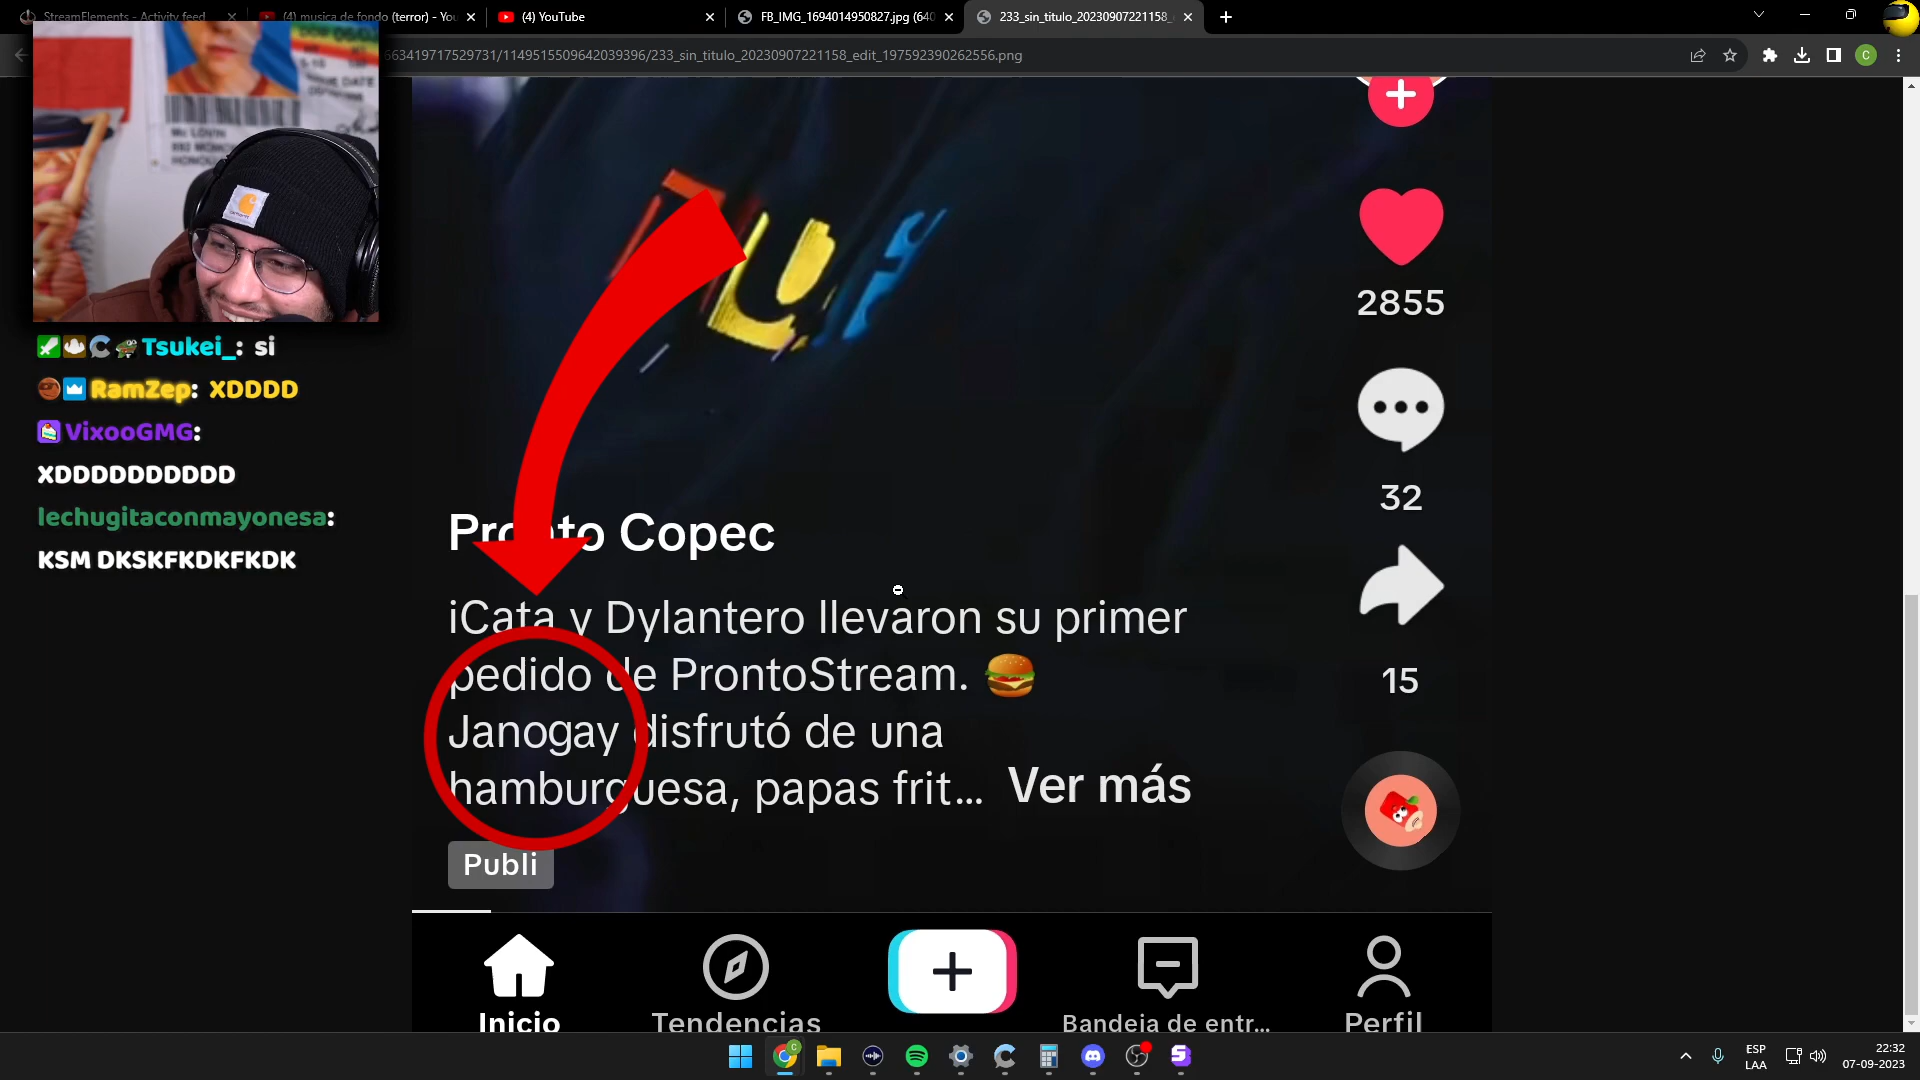 StreamElements - Activity feed
(4) musica de fondo (terror) - Yo
(4) YouTube
FB_IMG_1694014950827.jpg (640
233_sin_titulo_20230907221158_
663419717529731/1149515509642039396/233_sin_titulo_20230907221158_edit_197592390262556.png
Tsukei_: si
RamZep: XDDDD
VixooGMG:
XDDDDDDDDDD
lechugitaconmayonesa:
KSM DKSKFKDKFKDK
2855
32
15
Pronto Copec
iCata y Dylantero llevaron su primer
pedido de ProntoStream. 🍔
Janogay disfrutó de una
hamburguesa, papas frit... Ver más
Publi
Inicio
Tendencias
Bandeja de entr...
Perfil
ESP
LAA
22:32
07-09-2023